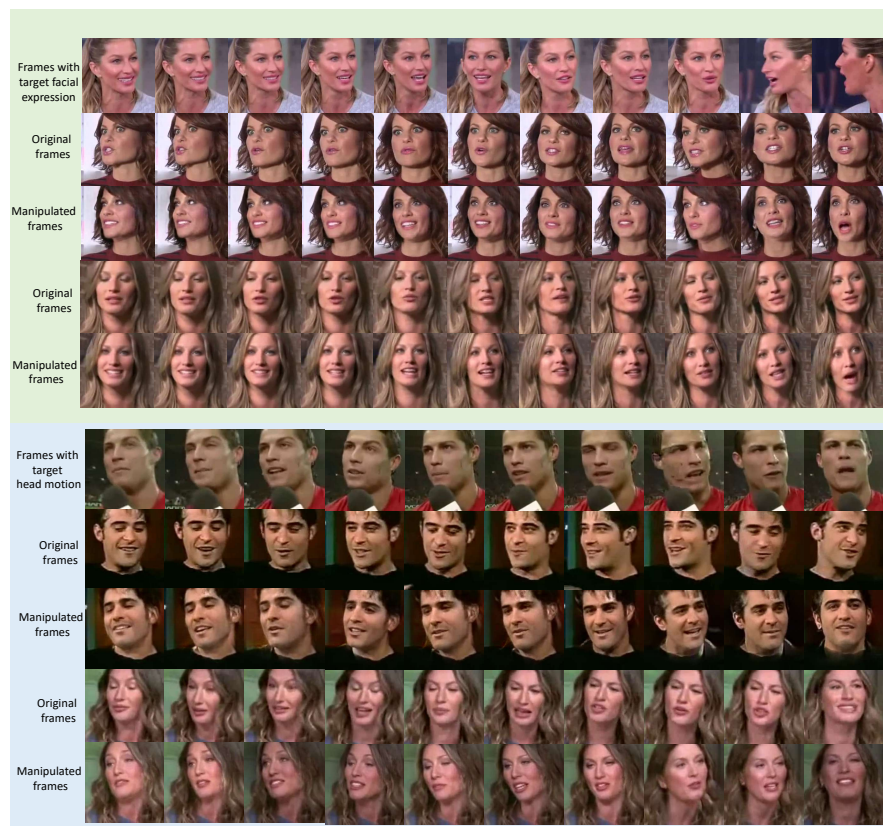 Frames with
target facial
expression
Original
frames
Manipulated
frames
Original
frames
Manipulated
frames
Frames with
target
head motion
Original
frames
Manipulated
frames
Original
frames
Manipulated
frames